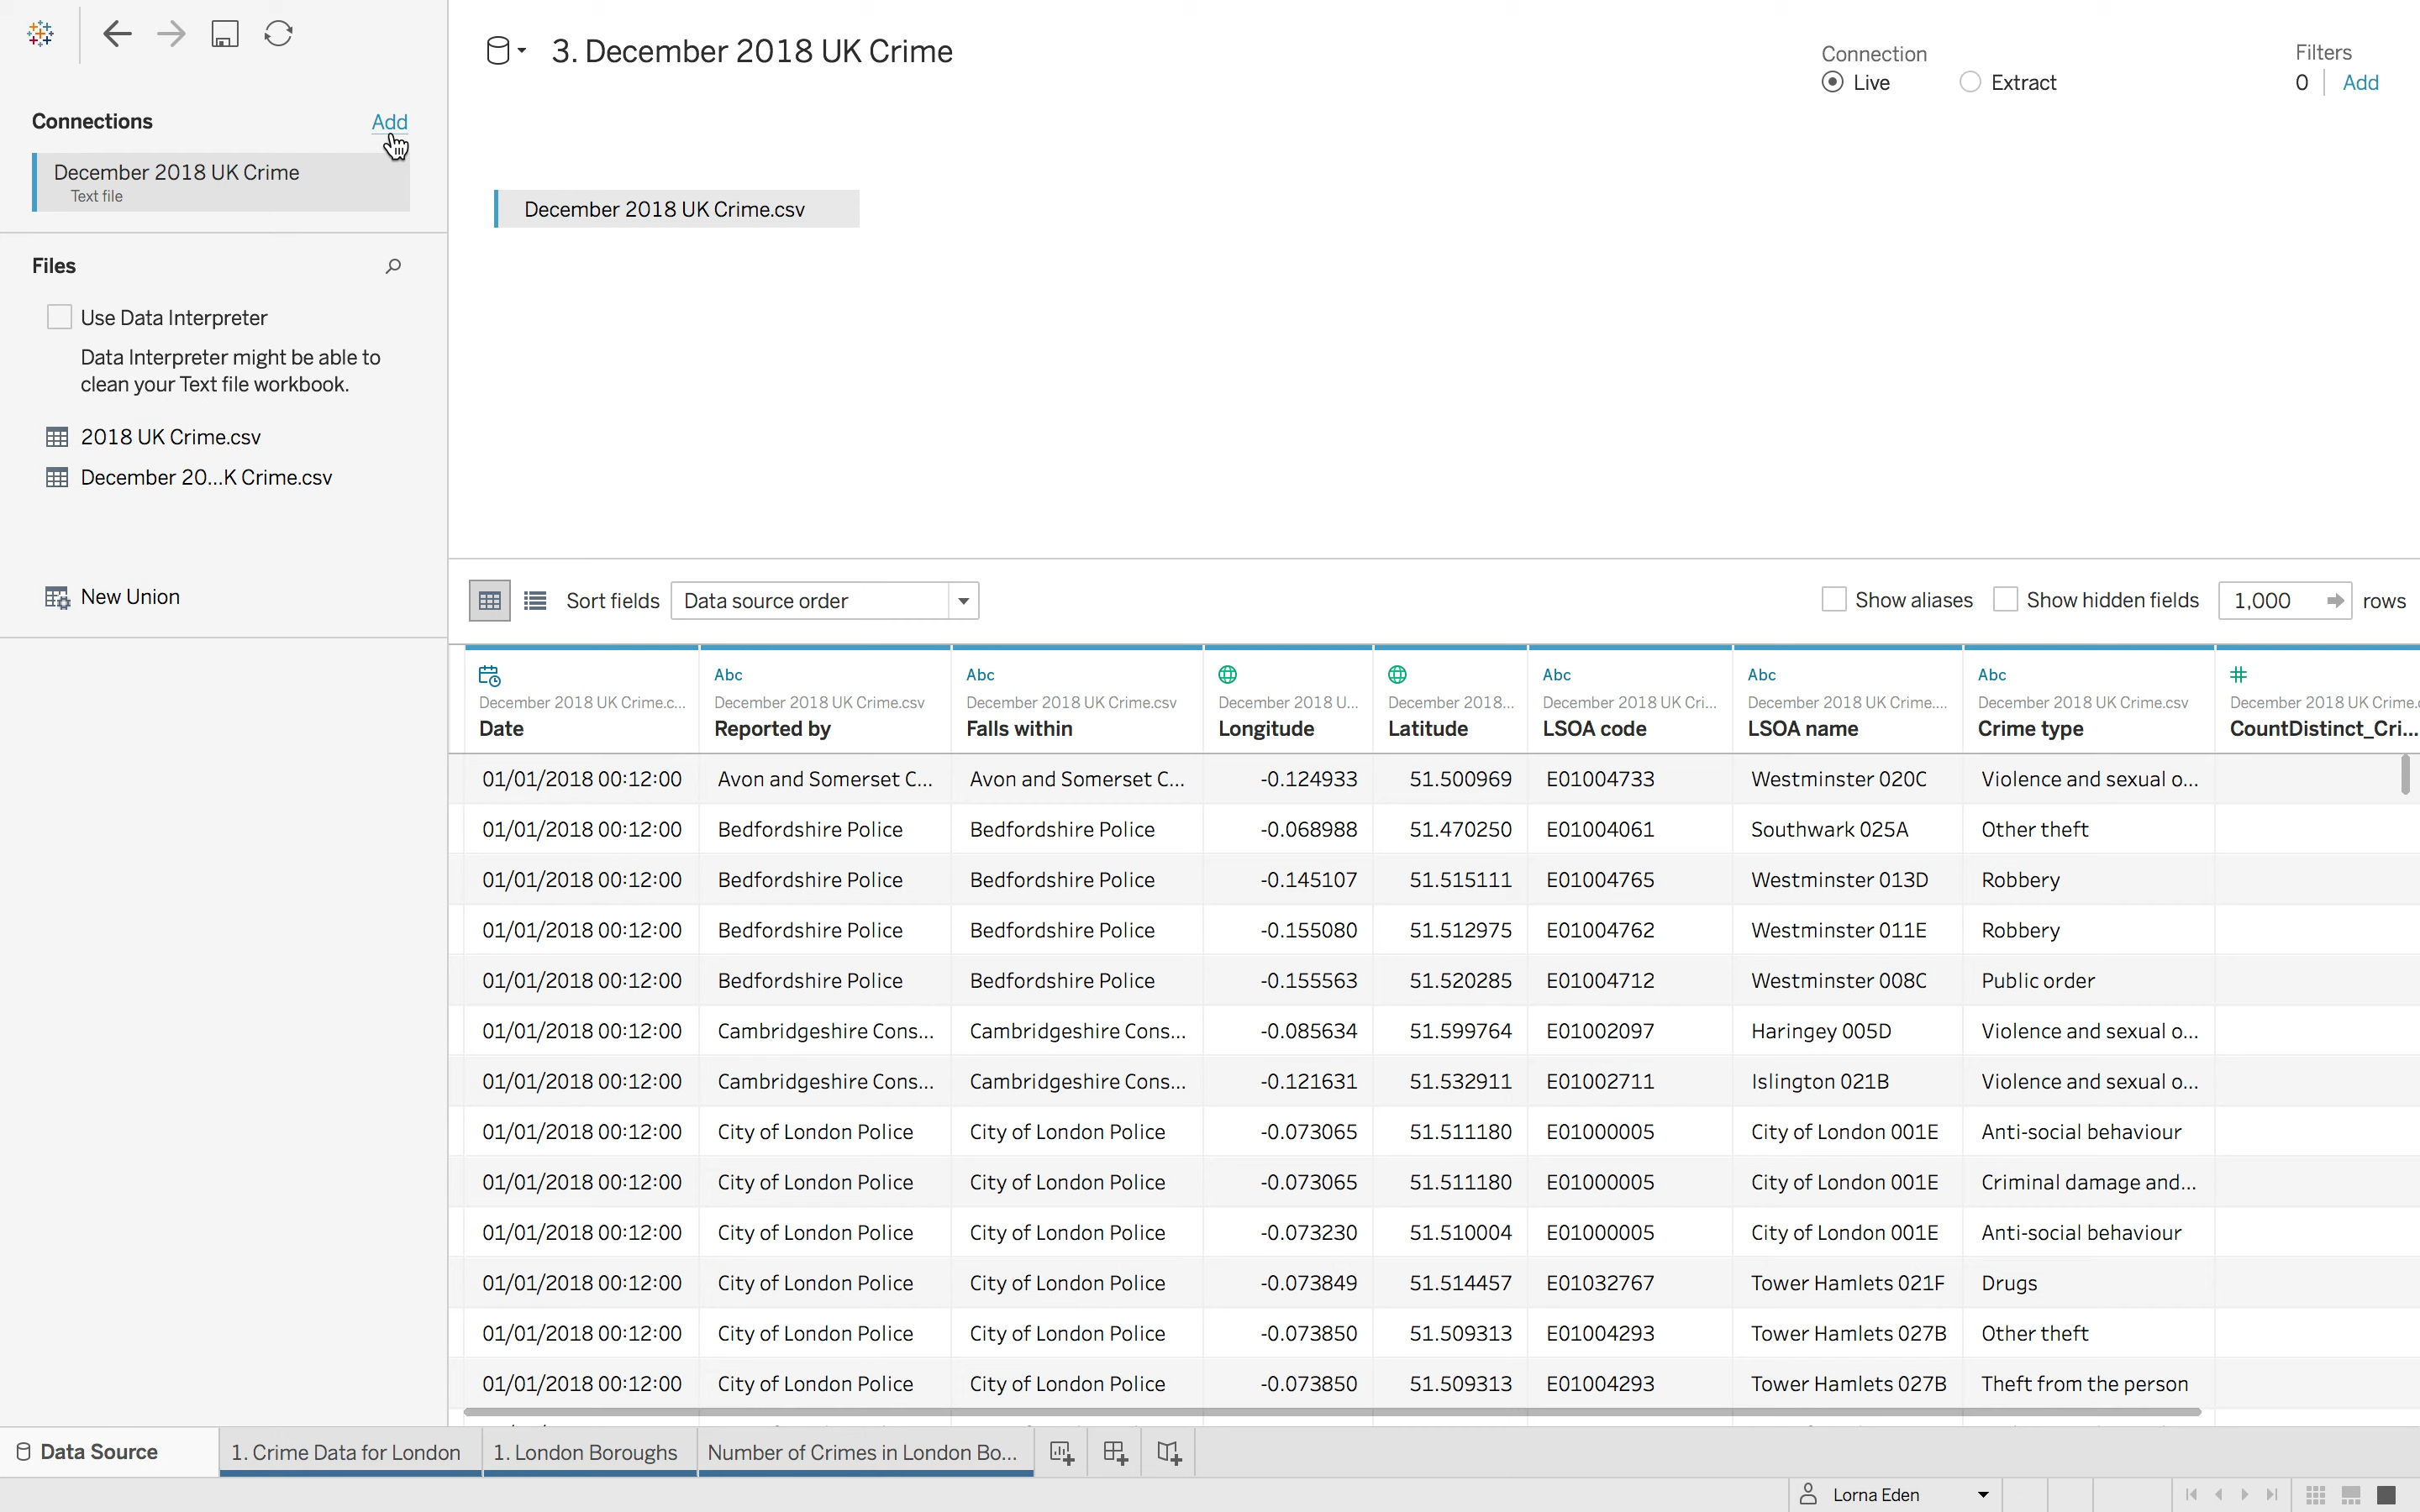 3. December 2018 UK Crime
Connection
Live
Extract
Filters
0
Add
Connections
Add
December 2018 UK Crime
Text file
December 2018 UK Crime.csv
Files
Use Data Interpreter
Data Interpreter might be able to
clean your Text file workbook.
2018 UK Crime.csv
December 20...K Crime.csv
New Union
Sort fields
Data source order
Show aliases
Show hidden fields
1,000
rows
Abc Abc Abc Abc Abc
December 2018 UK Crime.c... December 2018 UK Crime.csv December 2018 UK Crime.csv December 2018 U... December 2018... December 2018 UK Cri... December 2018 UK Crime.... December 2018 UK Crime.csv December 2018 UK Crime.
Date Reported by Falls within Longitude Latitude LSOA code LSOA name Crime type CountDistinct_Cri...
01/01/2018 00:12:00 Avon and Somerset C... Avon and Somerset C... -0.124933 51.500969 E01004733 Westminster 020C Violence and sexual o...
01/01/2018 00:12:00 Bedfordshire Police Bedfordshire Police -0.068988 51.470250 E01004061 Southwark 025A Other theft
01/01/2018 00:12:00 Bedfordshire Police Bedfordshire Police -0.145107 51.515111 E01004765 Westminster 013D Robbery
01/01/2018 00:12:00 Bedfordshire Police Bedfordshire Police -0.155080 51.512975 E01004762 Westminster 011E Robbery
01/01/2018 00:12:00 Bedfordshire Police Bedfordshire Police -0.155563 51.520285 E01004712 Westminster 008C Public order
01/01/2018 00:12:00 Cambridgeshire Cons... Cambridgeshire Cons... -0.085634 51.599764 E01002097 Haringey 005D Violence and sexual o...
01/01/2018 00:12:00 Cambridgeshire Cons... Cambridgeshire Cons... -0.121631 51.532911 E01002711 Islington 021B Violence and sexual o...
01/01/2018 00:12:00 City of London Police City of London Police -0.073065 51.511180 E01000005 City of London 001E Anti-social behaviour
01/01/2018 00:12:00 City of London Police City of London Police -0.073065 51.511180 E01000005 City of London 001E Criminal damage and...
01/01/2018 00:12:00 City of London Police City of London Police -0.073230 51.510004 E01000005 City of London 001E Anti-social behaviour
01/01/2018 00:12:00 City of London Police City of London Police -0.073849 51.514457 E01032767 Tower Hamlets 021F Drugs
01/01/2018 00:12:00 City of London Police City of London Police -0.073850 51.509313 E01004293 Tower Hamlets 027B Other theft
01/01/2018 00:12:00 City of London Police City of London Police -0.073850 51.509313 E01004293 Tower Hamlets 027B Theft from the person
Data Source
1. Crime Data for London
1. London Boroughs
Number of Crimes in London Bo...
Lorna Eden